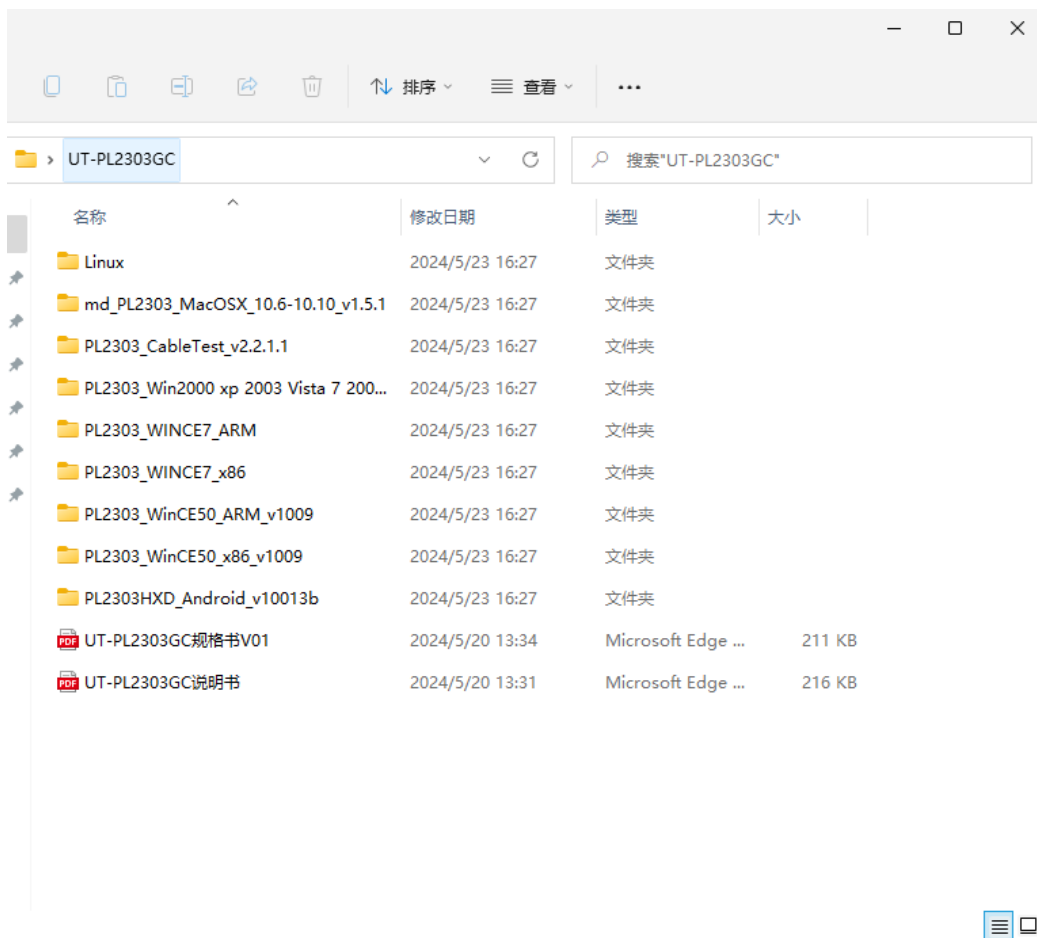 排序 查看
UT-PL2303GC 搜索"UT-PL2303GC"
名称 修改日期 类型 大小
Linux 2024/5/23 16:27 文件夹
md_PL2303_MacOSX_10.6-10.10_v1.5.1 2024/5/23 16:27 文件夹
PL2303_CableTest_v2.2.1.1 2024/5/23 16:27 文件夹
PL2303_Win2000 xp 2003 Vista 7 200... 2024/5/23 16:27 文件夹
PL2303_WINCE7_ARM 2024/5/23 16:27 文件夹
PL2303_WINCE7_x86 2024/5/23 16:27 文件夹
PL2303_WinCE50_ARM_v1009 2024/5/23 16:27 文件夹
PL2303_WinCE50_x86_v1009 2024/5/23 16:27 文件夹
PL2303HXD_Android_v10013b 2024/5/23 16:27 文件夹
PDF UT-PL2303GC规格书V01 2024/5/20 13:34 Microsoft Edge ... 211 KB
PDF UT-PL2303GC说明书 2024/5/20 13:31 Microsoft Edge ... 216 KB